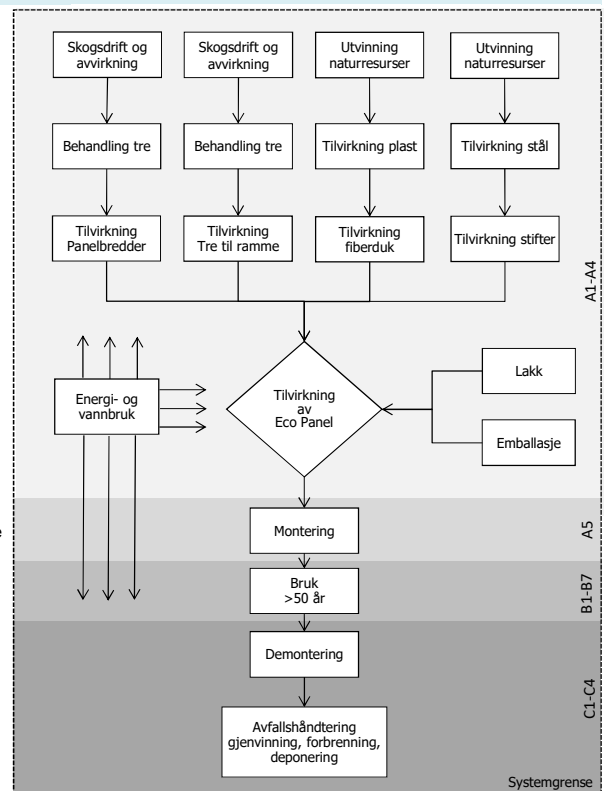 Skogsdrift og
avvirkning
Skogsdrift og
avvirkning
Utvinning
naturresurser
Utvinning
naturresurser
Behandling tre
Behandling tre
Tilvirkning plast
Tilvirkning stål
Tilvirkning
Panelbredder
Tilvirkning
Tre til ramme
Tilvirkning
fiberduk
Tilvirkning stifter
A1-A4
Energi- og
vannbruk
Tilvirkning
av
Eco Panel
Lakk
Emballasje
e
Montering
A5
Bruk
>50 år
B1-B7
Demontering
C1-C4
Avfallshåndtering
gjenvinning, forbrenning,
deponering
Systemgrense